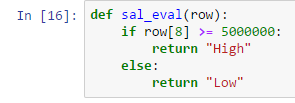 In [16]: def sal_eval(row):
    if row[8] >= 5000000:
        return "High"
    else:
        return "Low"